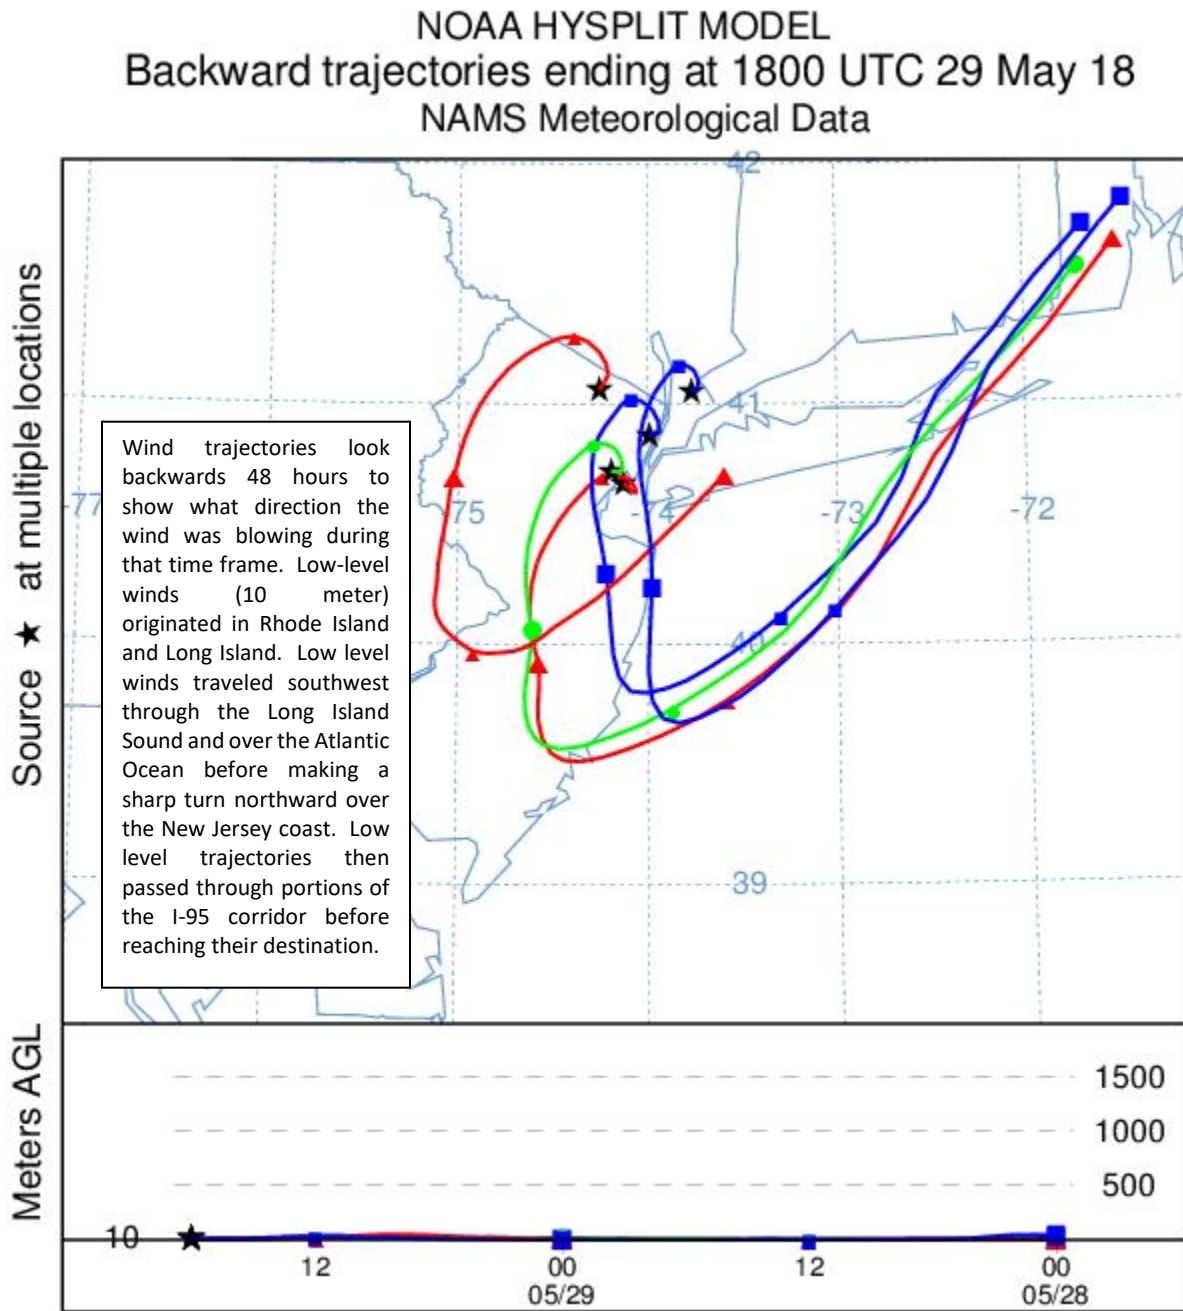 NOAA HYSPLIT MODEL
Backward trajectories ending at 1800 UTC 29 May 18
NAMS Meteorological Data
Source ★ at multiple locations
42
41
-77
75
-74
-73
-72
40
39
Wind trajectories look
backwards 48 hours to
show what direction the
wind was blowing during
that time frame. Low-level
winds (10 meter)
originated in Rhode Island
and Long Island. Low level
winds traveled southwest
through the Long Island
Sound and over the Atlantic
Ocean before making a
sharp turn northward over
the New Jersey coast. Low
level trajectories then
passed through portions of
the I-95 corridor before
reaching their destination.
Meters AGL
1500
1000
500
10
12 00 12 00
05/29 05/28